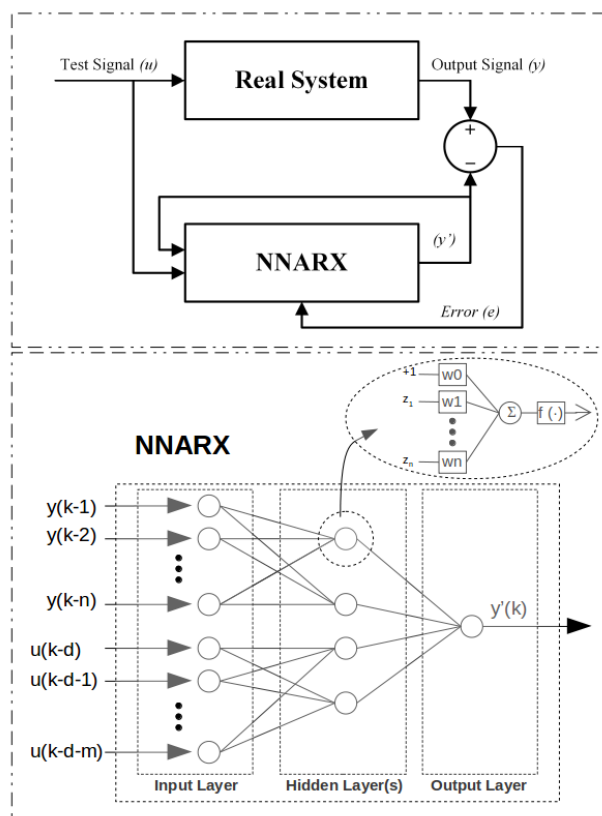 Test Signal (u)
Real System
Output Signal (y)
+
−
(y’)
NNARX
Error (e)
+1
w0
z1
w1
Σ
f (·)
zn
wn
NNARX
y(k-1)
y(k-2)
y(k-n)
y'(k)
u(k-d)
u(k-d-1)
u(k-d-m)
Input Layer
Hidden Layer(s)
Output Layer